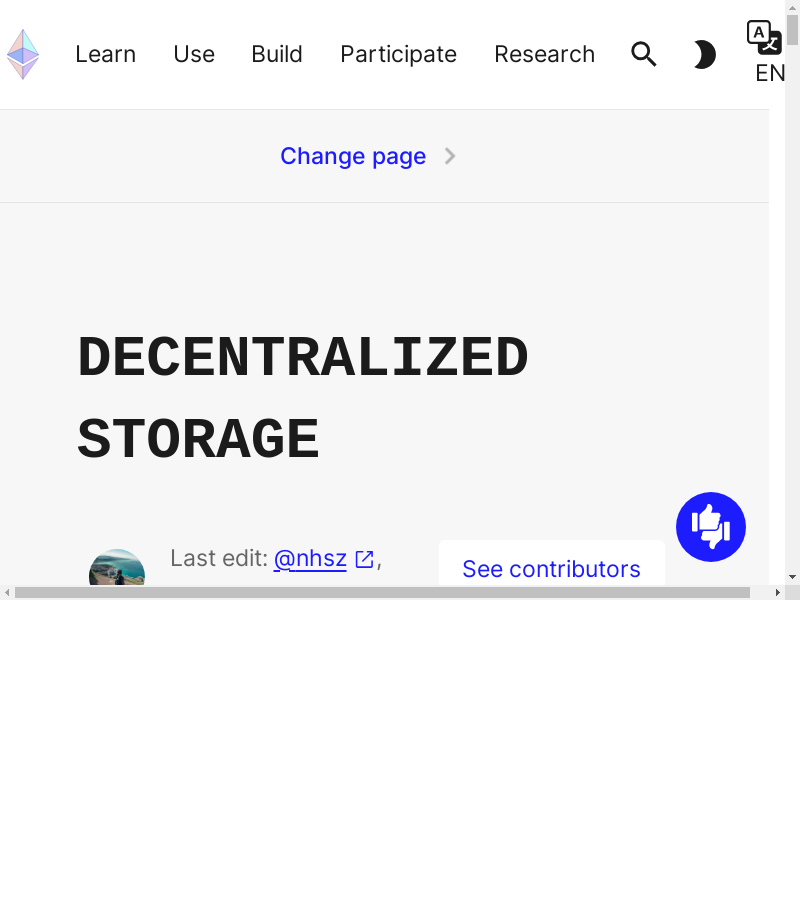 Learn Use Build Participate Research
EN
Change page
DECENTRALIZED
STORAGE
Last edit: @nhsz,
See contributors